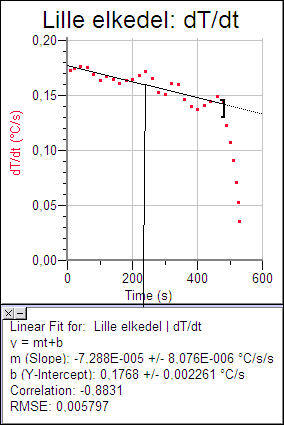 Lille elkedel: dT/dt
0,20
0,15
0,10
0,05
0,00
dT/dt (°C/s)
0 200 400 600
Time (s)
Linear Fit for: Lille elkedel | dT/dt
y = mt+b
m (Slope): -7,288E-005 +/- 8,076E-006 °C/s/s
b (Y-Intercept): 0,1768 +/- 0,002261 °C/s
Correlation: -0,8831
RMSE: 0,005797